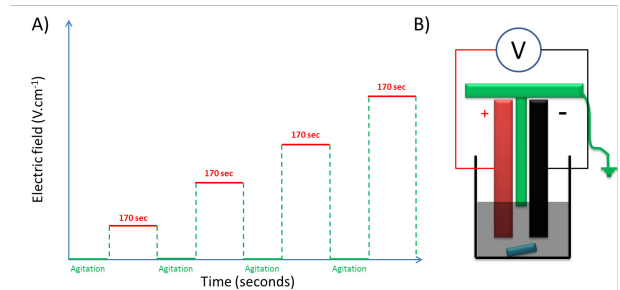 A)
Electric field (V.cm⁻¹)
170 sec
170 sec
170 sec
170 sec
Agitation
Agitation
Agitation
Agitation
Time (seconds)
B)
V
+
-